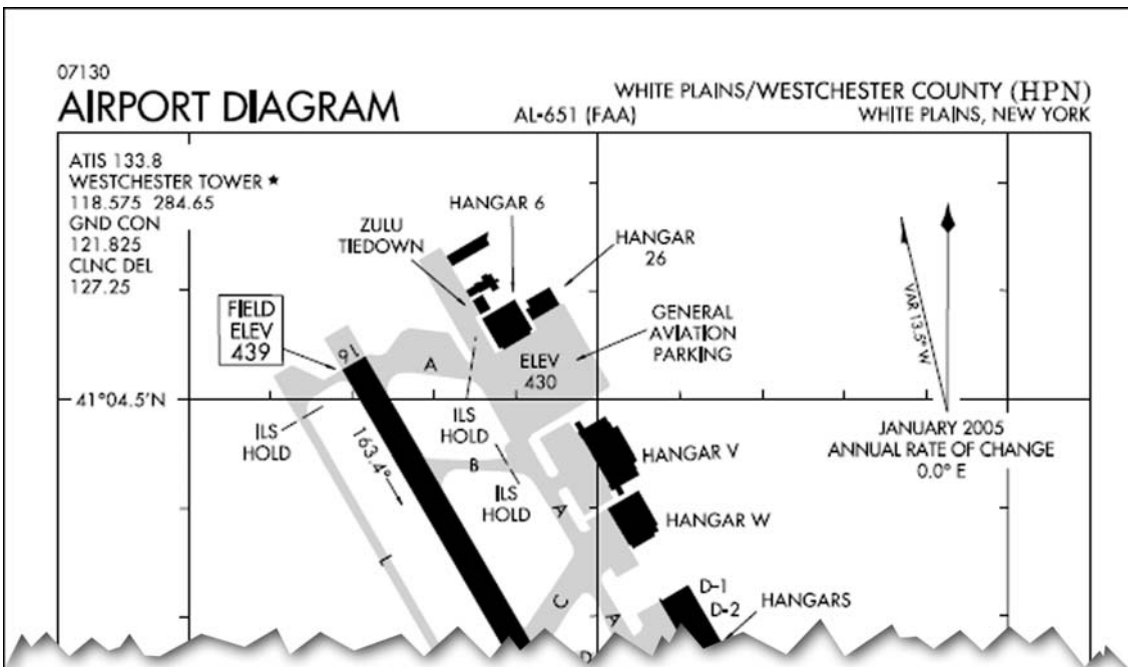 07130
AIRPORT DIAGRAM
AL-651 (FAA)
WHITE PLAINS/WESTCHESTER COUNTY (HPN)
WHITE PLAINS, NEW YORK
ATIS 133.8
WESTCHESTER TOWER ★
118.575 284.65
GND CON
121.825
CLNC DEL
127.25
HANGAR 6
ZULU
TIEDOWN
HANGAR
26
FIELD
ELEV
439
GENERAL
AVIATION
PARKING
VAR 13.5° W
16
A
ELEV
430
41°04.5'N
ILS
HOLD
ILS
HOLD
163.4°
B
ILS
HOLD
HANGAR V
JANUARY 2005
ANNUAL RATE OF CHANGE
0.0° E
A
HANGAR W
L
C
A
D-1
D-2
HANGARS
D